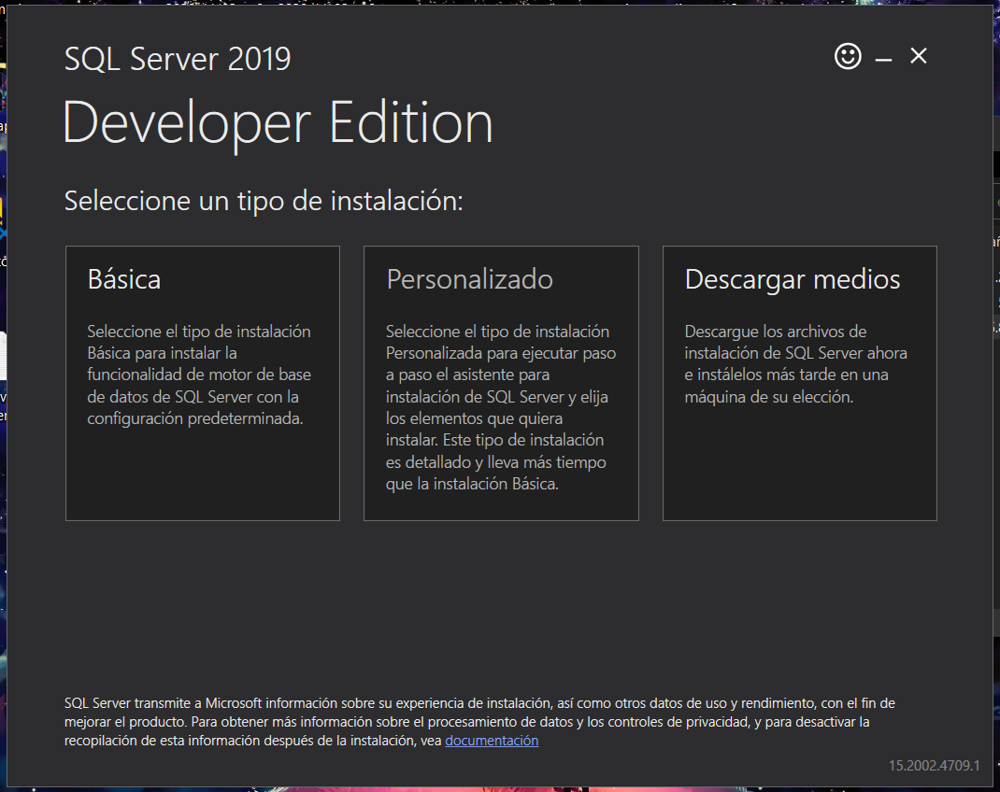 SQL Server 2019
Developer Edition
Seleccione un tipo de instalación:
Básica
Seleccione el tipo de instalación
Básica para instalar la
funcionalidad de motor de base
de datos de SQL Server con la
configuración predeterminada.
Personalizado
Seleccione el tipo de instalación
Personalizada para ejecutar paso
a paso el asistente para
instalación de SQL Server y elija
los elementos que quiera
instalar. Este tipo de instalación
es detallado y lleva más tiempo
que la instalación Básica.
Descargar medios
Descargue los archivos de
instalación de SQL Server ahora
e instálelos más tarde en una
máquina de su elección.
SQL Server transmite a Microsoft información sobre su experiencia de instalación, así como otros datos de uso y rendimiento, con el fin de
mejorar el producto. Para obtener más información sobre el procesamiento de datos y los controles de privacidad, y para desactivar la
recopilación de esta información después de la instalación, vea documentación
15.2002.4709.1